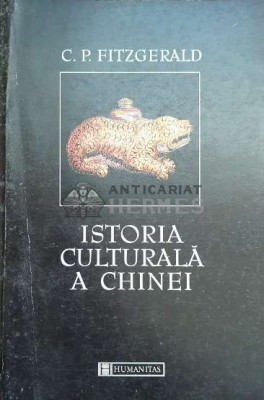 C. P. FITZGERALD
ANTICARIAT
HERMES
ISTORIA
CULTURALĂ
A CHINEI
H HUMANITAS